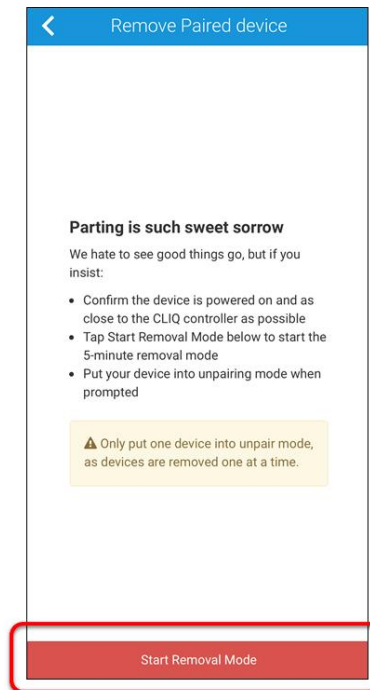 Remove Paired device
Parting is such sweet sorrow
We hate to see good things go, but if you
insist:
• Confirm the device is powered on and as
close to the CLIQ controller as possible
• Tap Start Removal Mode below to start the
5-minute removal mode
• Put your device into unpairing mode when
prompted
Only put one device into unpair mode,
as devices are removed one at a time.
Start Removal Mode